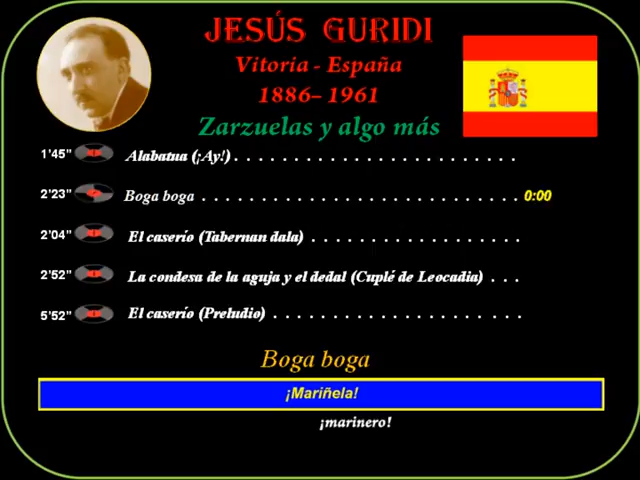 JESÚS GURIDI
Vitoria - España
1886– 1961
Zarzuelas y algo más
1’45” Alabatua (¡Ay!) . . . . . . . . . . . . . . . . . . . . . . . .
2’23” Boga boga . . . . . . . . . . . . . . . . . . . . . . . . . . . 0:00
2’04” El caserío (Tabernan dala) . . . . . . . . . . . . . . . . . .
2’52” La condesa de la aguja y el dedal (Cuplé de Leocadia) . . .
5’52” El caserío (Preludio) . . . . . . . . . . . . . . . . . . . . .
Boga boga
¡Mariñela!
¡marinero!